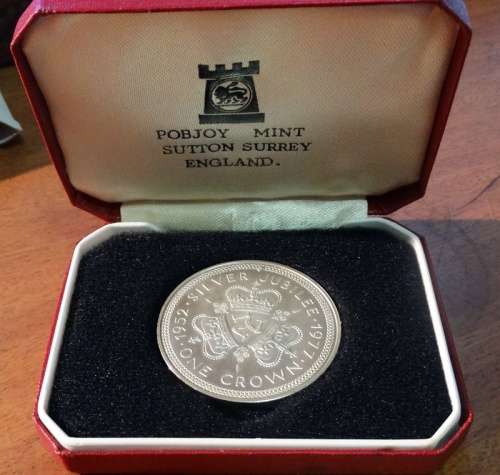 POBJOY MINT
SUTTON SURREY
ENGLAND.
1952 · SILVER JUBILEE · 1977
ONE CROWN